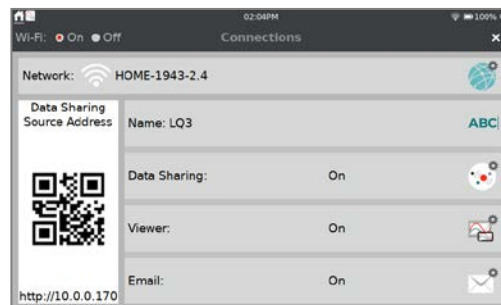 02:04PM 100%
Wi-Fi: On Off Connections x
Network: HOME-1943-2.4
Data Sharing
Source Address
Name: LQ3 ABC
Data Sharing: On
Viewer: On
Email: On
http://10.0.0.170